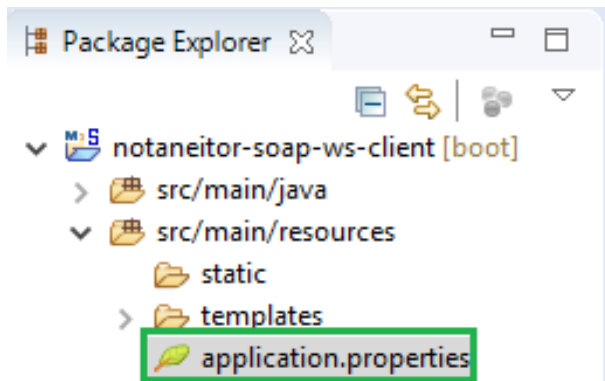 Package Explorer
notaneitor-soap-ws-client [boot]
src/main/java
src/main/resources
static
templates
application.properties